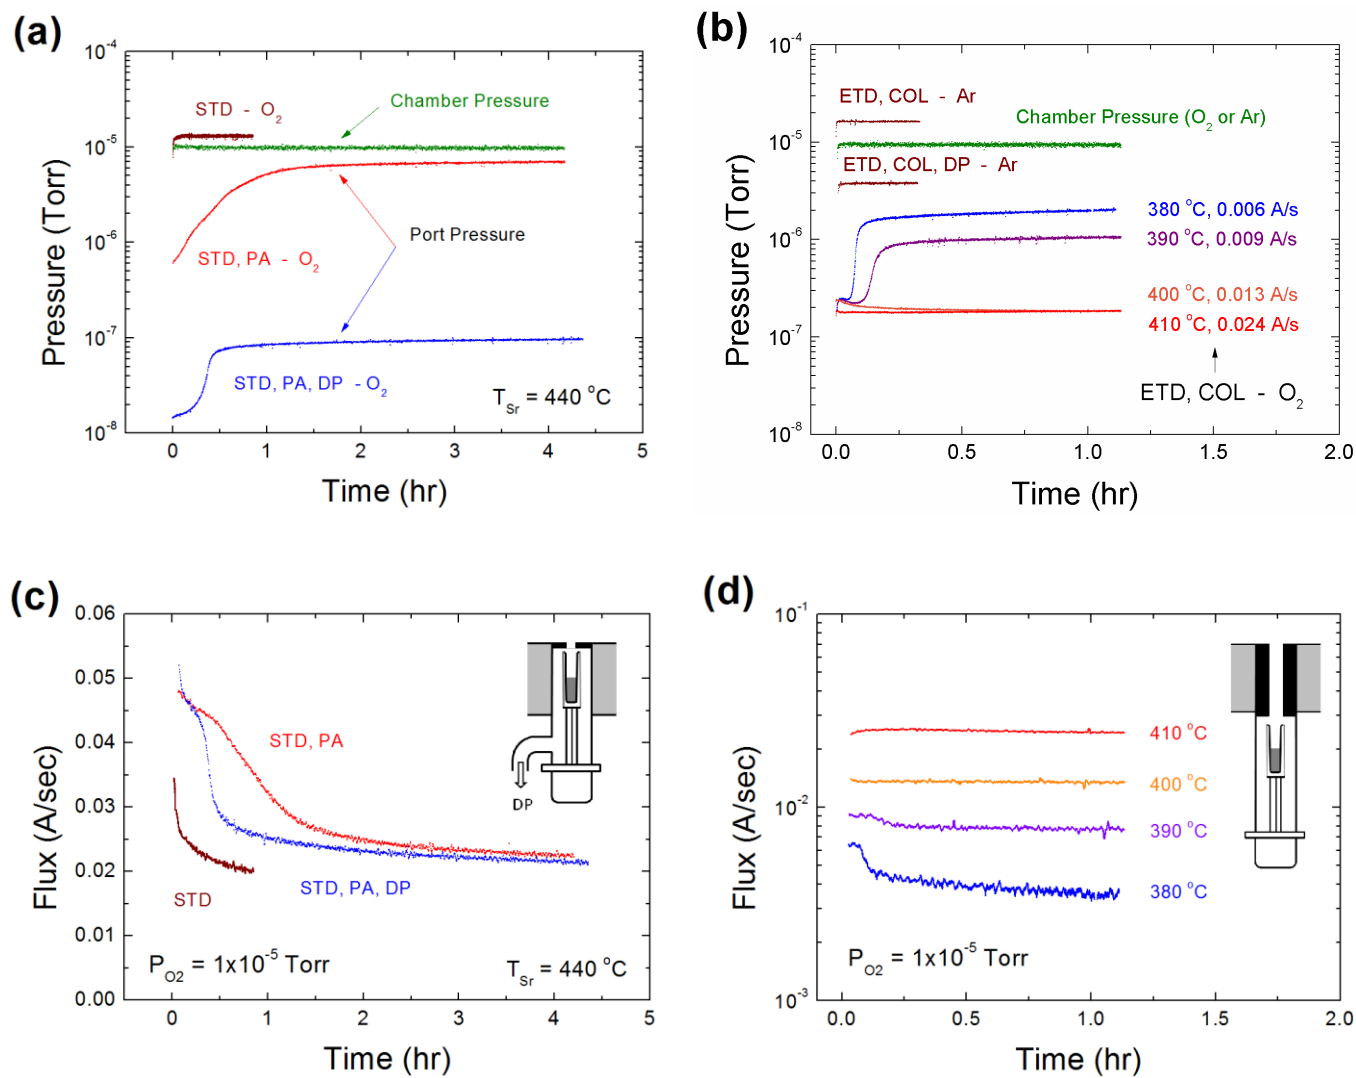 (a)
10⁻⁴
10⁻⁵
10⁻⁶
10⁻⁷
10⁻⁸
Pressure (Torr)
STD - O₂
Chamber Pressure
Port Pressure
STD, PA - O₂
STD, PA, DP - O₂
T_Sr = 440 °C
0 1 2 3 4 5
Time (hr)
(b)
10⁻⁴
10⁻⁵
10⁻⁶
10⁻⁷
10⁻⁸
Pressure (Torr)
ETD, COL - Ar
Chamber Pressure (O₂ or Ar)
ETD, COL, DP - Ar
380 °C, 0.006 A/s
390 °C, 0.009 A/s
400 °C, 0.013 A/s
410 °C, 0.024 A/s
ETD, COL - O₂
0.0 0.5 1.0 1.5 2.0
Time (hr)
(c)
0.06
0.05
0.04
0.03
0.02
0.01
0.00
Flux (A/sec)
STD, PA
DP
STD, PA, DP
STD
P_O2 = 1x10⁻⁵ Torr
T_Sr = 440 °C
0 1 2 3 4 5
Time (hr)
(d)
10⁻¹
10⁻²
10⁻³
Flux (A/sec)
410 °C
400 °C
390 °C
380 °C
P_O2 = 1x10⁻⁵ Torr
0.0 0.5 1.0 1.5 2.0
Time (hr)